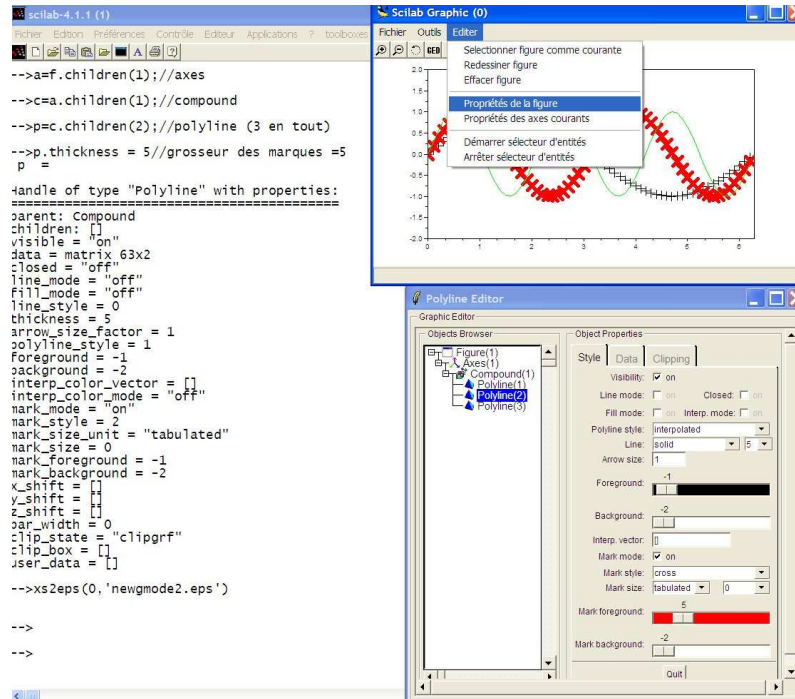 scilab-4.1.1 (1)
Fichier Edition Préférences Contrôle Editeur Applications ? toolboxes
-->a=f.children(1);//axes
-->c=a.children(1);//compound
-->p=c.children(2);//polyline (3 en tout)
-->p.thickness = 5//grosseur des marques =5
p =
Handle of type "Polyline" with properties:
==========================================
parent: Compound
children: []
visible = "on"
data = matrix 63x2
closed = "off"
line_mode = "off"
fill_mode = "off"
line_style = 0
thickness = 5
arrow_size_factor = 1
polyline_style = 1
foreground = -1
background = -2
interp_color_vector = []
interp_color_mode = "off"
mark_mode = "on"
mark_style = 2
mark_size_unit = "tabulated"
mark_size = 0
mark_foreground = -1
mark_background = -2
x_shift = []
y_shift = []
z_shift = []
bar_width = 0
clip_state = "clipgrf"
clip_box = []
user_data = []
-->xs2eps(0,'newgmode2.eps')
-->
-->
Scilab Graphic (0)
Fichier Outils Editer
GED
Selectionner figure comme courante
Redessiner figure
Effacer figure
Propriétés de la figure
Propriétés des axes courants
Démarrer sélecteur d'entités
Arrêter sélecteur d'entités
2.0
1.5
1.0
0.5
0.0
-0.5
-1.0
-1.5
-2.0
0 1 2 3 4 5 6
Polyline Editor
Graphic Editor
Objects Browser
Figure(1)
Axes(1)
Compound(1)
Polyline(1)
Polyline(2)
Polyline(3)
Object Properties
Style Data Clipping
Visibility: on
Line mode: on Closed: on
Fill mode: on Interp. mode: on
Polyline style: interpolated
Line: solid 5
Arrow size: 1
Foreground: -1
Background: -2
Interp. vector: []
Mark mode: on
Mark style: cross
Mark size: tabulated 0
Mark foreground: 5
Mark background: -2
Quit